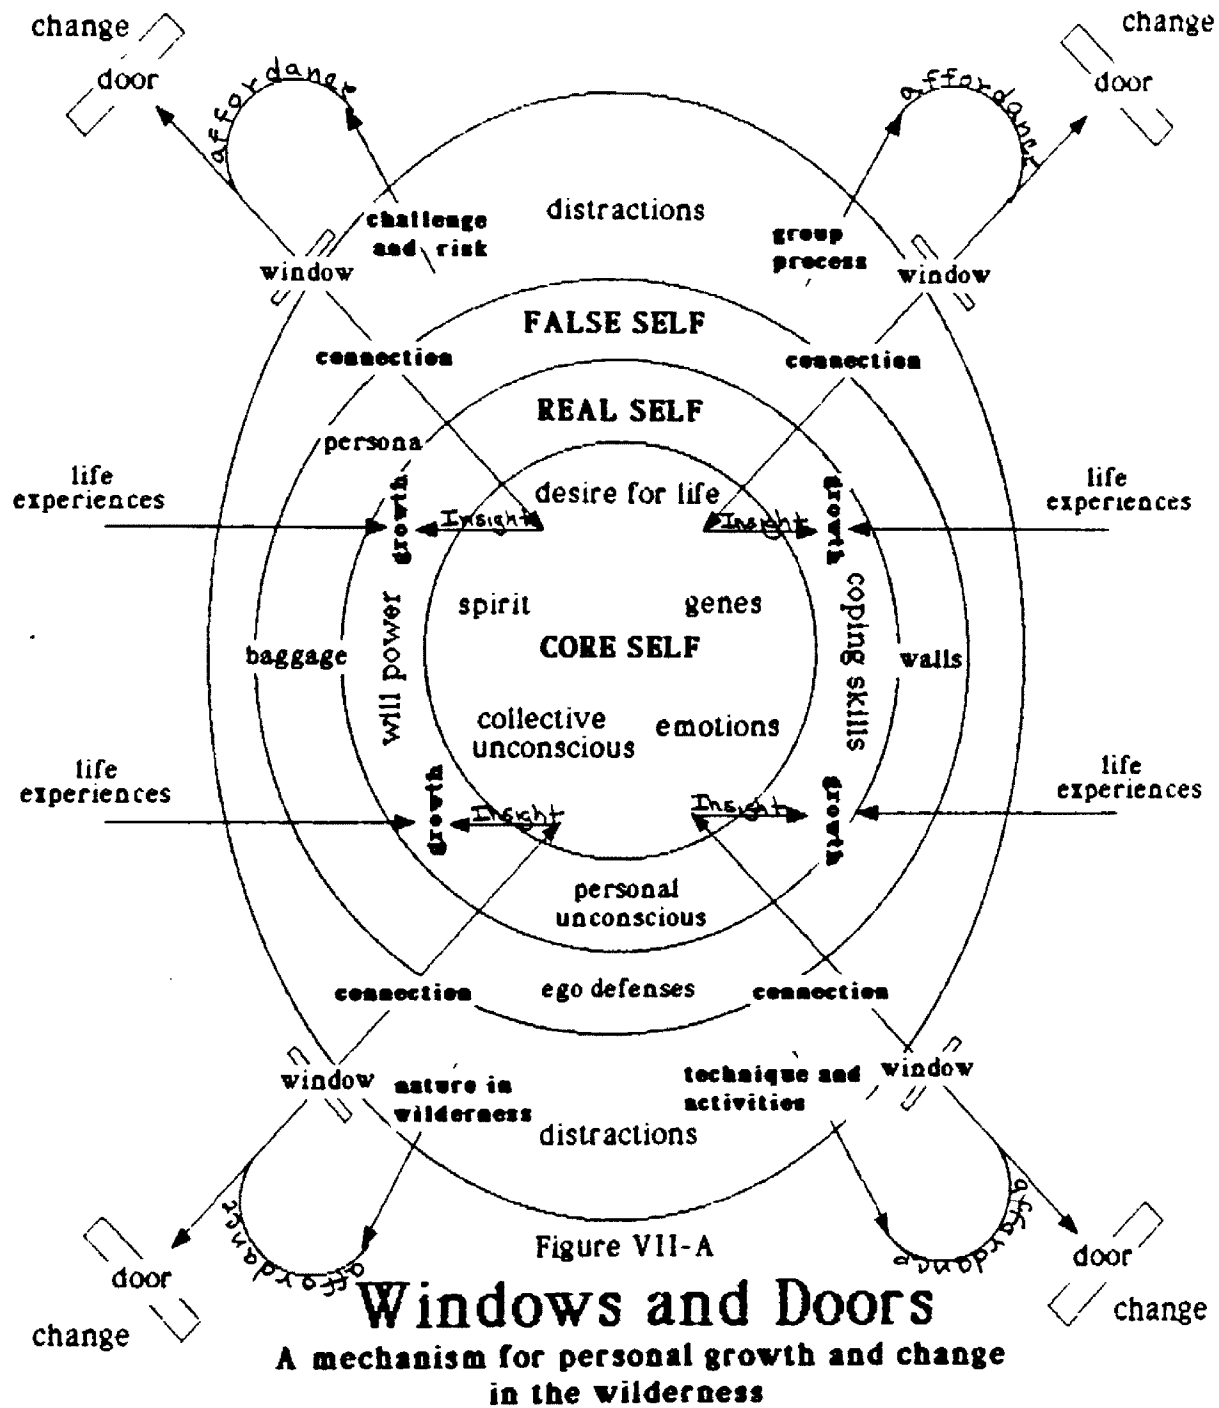 change
change
door
door
affordance
affordance
distractions
challenge
and risk
group
process
window
window
FALSE SELF
connection
connection
REAL SELF
persona
life
experiences
life
experiences
growth
growth
desire for life
Insight
Insight
spirit
genes
CORE SELF
will power
coping skills
baggage
walls
collective
unconscious
emotions
life
experiences
life
experiences
growth
growth
Insight
Insight
personal
unconscious
connection
ego defenses
connection
window
window
nature in
wilderness
technique and
activities
distractions
affordance
affordance
door
door
change
change
Figure VII-A
Windows and Doors
A mechanism for personal growth and change
in the wilderness